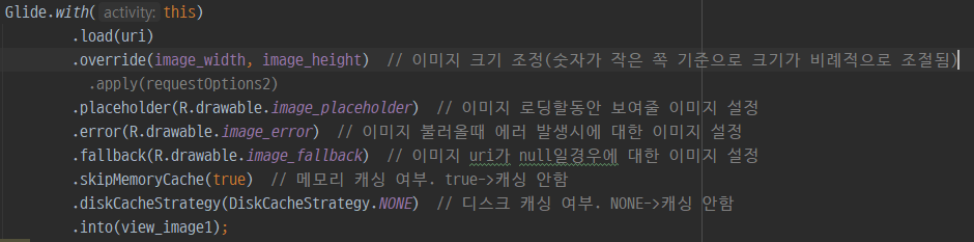 Glide.with( activity: this)
.load(uri)
.override(image_width, image_height)  // 이미지 크기 조정(숫자가 작은 쪽 기준으로 크기가 비례적으로 조절됨)
.apply(requestOptions2)
.placeholder(R.drawable.image_placeholder)  // 이미지 로딩할동안 보여줄 이미지 설정
.error(R.drawable.image_error)  // 이미지 불러올때 에러 발생시에 대한 이미지 설정
.fallback(R.drawable.image_fallback)  // 이미지 uri가 null일경우에 대한 이미지 설정
.skipMemoryCache(true)  // 메모리 캐싱 여부. true->캐싱 안함
.diskCacheStrategy(DiskCacheStrategy.NONE)  // 디스크 캐싱 여부. NONE->캐싱 안함
.into(view_image1);